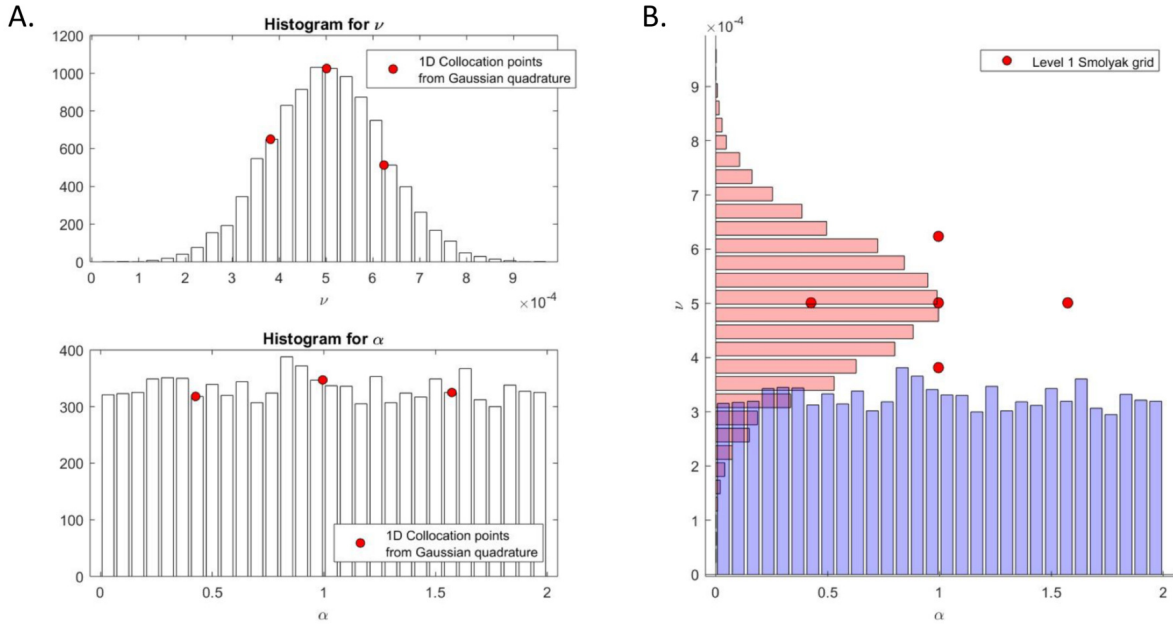 A.
Histogram for ν
1200
1000
800
600
400
200
0
1D Collocation points
from Gaussian quadrature
0 1 2 3 4 5 6 7 8 9
ν
×10⁻⁴
Histogram for α
400
300
200
100
0
1D Collocation points
from Gaussian quadrature
0 0.5 1 1.5 2
α
B.
×10⁻⁴
Level 1 Smolyak grid
9
8
7
6
5
4
3
2
1
0
ν
0 0.5 1 1.5 2
α